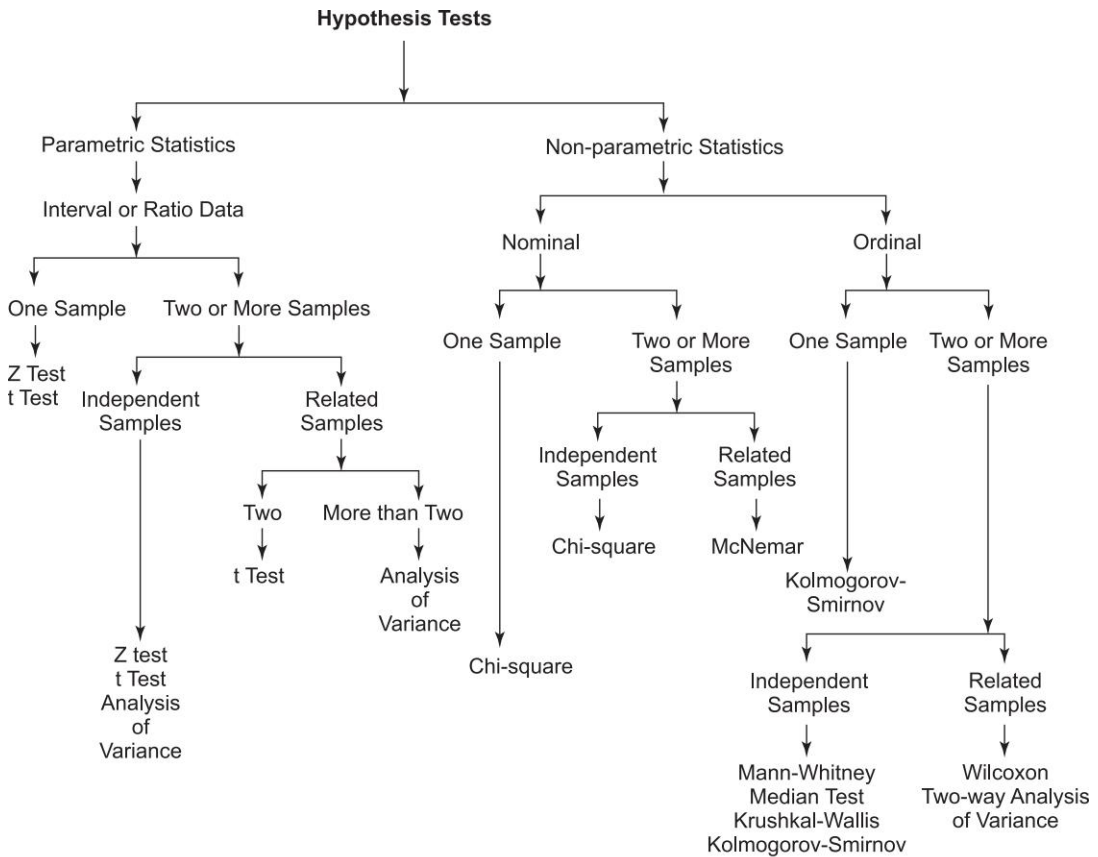 Hypothesis Tests
Parametric Statistics
Non-parametric Statistics
Interval or Ratio Data
Nominal
Ordinal
One Sample
Two or More Samples
One Sample
Two or More
Samples
One Sample
Two or More
Samples
Z Test
t Test
Independent
Samples
Related
Samples
Independent
Samples
Related
Samples
Two
More than Two
Chi-square
McNemar
t Test
Analysis
of
Variance
Kolmogorov-
Smirnov
Z test
t Test
Analysis
of
Variance
Chi-square
Independent
Samples
Related
Samples
Mann-Whitney
Median Test
Krushkal-Wallis
Kolmogorov-Smirnov
Wilcoxon
Two-way Analysis
of Variance